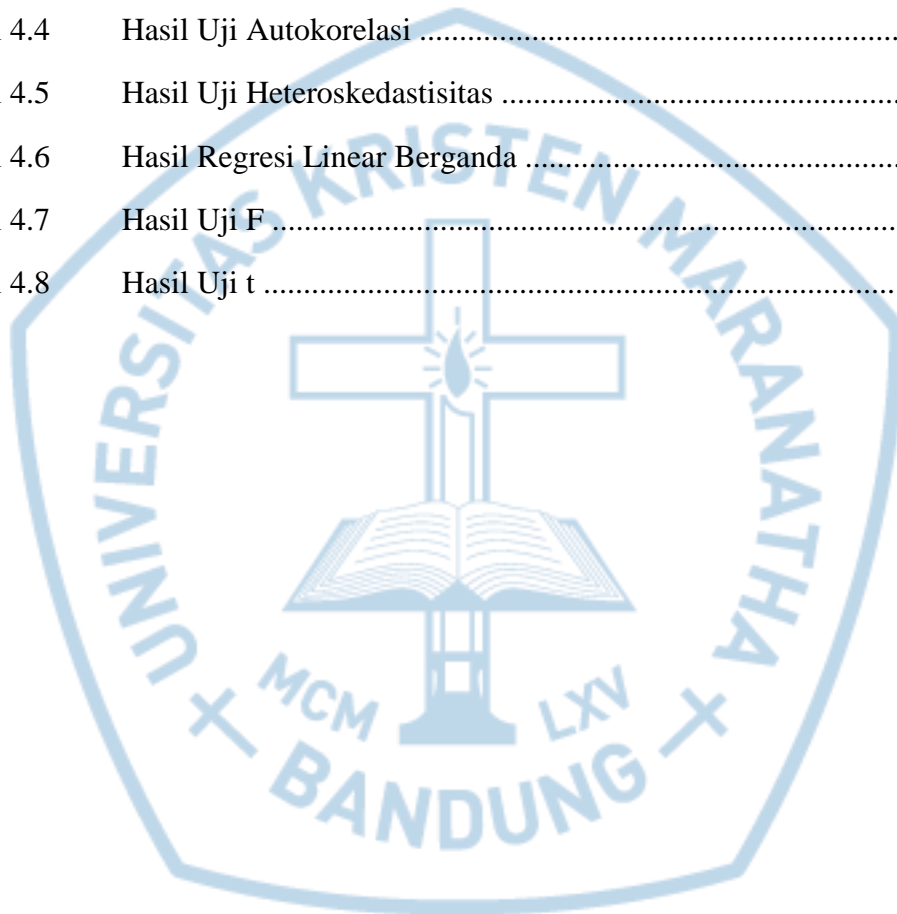 4.4 Hasil Uji Autokorelasi ............................................................
4.5 Hasil Uji Heteroskedastisitas ..................................................
4.6 Hasil Regresi Linear Berganda ...............................................
4.7 Hasil Uji F ................................................................................
4.8 Hasil Uji t .................................................................................
UNIVERSITAS KRISTEN MARANATHA
MCM LXV
BANDUNG